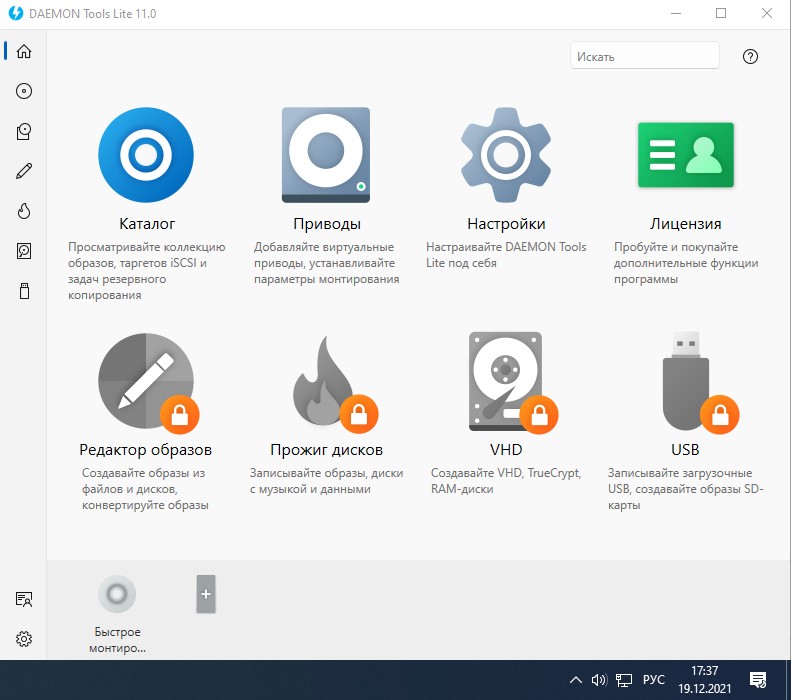 DAEMON Tools Lite 11.0
Искать
Каталог
Просматривайте коллекцию
образов, таргетов iSCSI и
задач резервного
копирования
Приводы
Добавляйте виртуальные
приводы, устанавливайте
параметры монтирования
Настройки
Настраивайте DAEMON Tools
Lite под себя
Лицензия
Пробуйте и покупайте
дополнительные функции
программы
Редактор образов
Создавайте образы из
файлов и дисков,
конвертируйте образы
Прожиг дисков
Записывайте образы, диски
с музыкой и данными
VHD
Создавайте VHD, TrueCrypt,
RAM-диски
USB
Записывайте загрузочные
USB, создавайте образы SD-
карты
Быстрое
монтиро...
РУС
17:37
19.12.2021